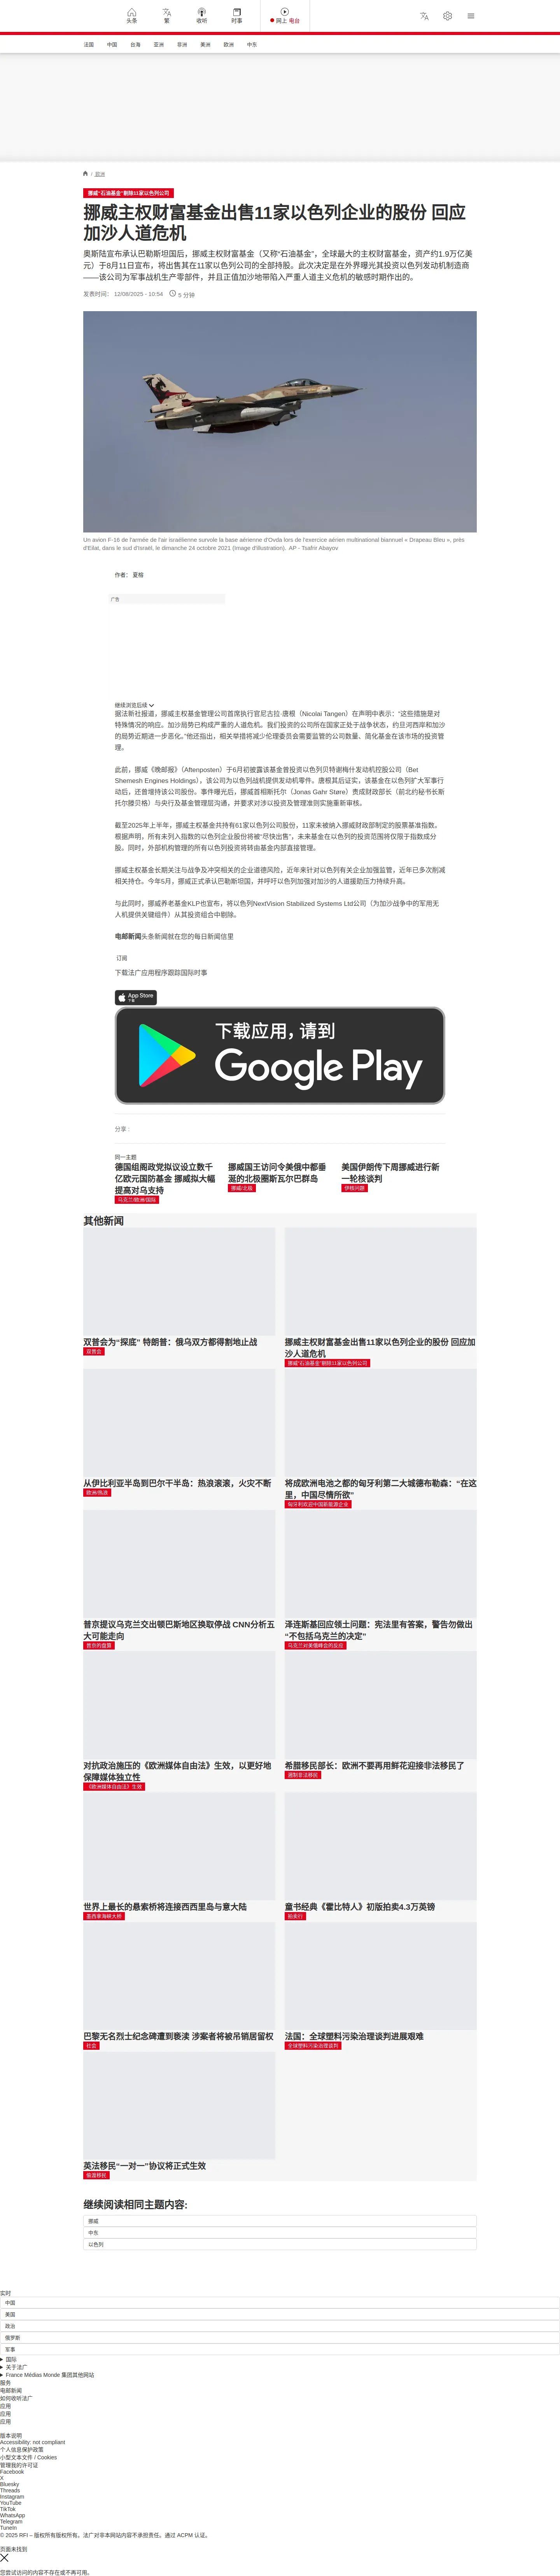 头条
繁
收听
时事
网上 电台
法国 中国 台海 亚洲 非洲 美洲 欧洲 中东
/ 欧洲
挪威“石油基金”剔除11家以色列公司
挪威主权财富基金出售11家以色列企业的股份 回应
加沙人道危机
奥斯陆宣布承认巴勒斯坦国后，挪威主权财富基金（又称“石油基金”，全球最大的主权财富基金，资产约1.9万亿美
元）于8月11日宣布，将出售其在11家以色列公司的全部持股。此次决定是在外界曝光其投资以色列发动机制造商
——该公司为军事战机生产零部件，并且正值加沙地带陷入严重人道主义危机的敏感时期作出的。
发表时间： 12/08/2025 - 10:54 5 分钟
Un avion F-16 de l'armée de l'air israélienne survole la base aérienne d'Ovda lors de l'exercice aérien multinational biannuel « Drapeau Bleu », près
d'Eilat, dans le sud d'Israël, le dimanche 24 octobre 2021 (Image d'illustration). AP - Tsafrir Abayov
作者： 夏榕
广告
继续浏览后续
据法新社报道，挪威主权基金管理公司首席执行官尼古拉·唐根（Nicolai Tangen）在声明中表示：“这些措施是对
特殊情况的响应。加沙局势已构成严重的人道危机。我们投资的公司所在国家正处于战争状态，约旦河西岸和加沙
的局势近期进一步恶化。”他还指出，相关举措将减少伦理委员会需要监管的公司数量、简化基金在该市场的投资管
理。
此前，挪威《晚邮报》（Aftenposten）于6月初披露该基金曾投资以色列贝特谢梅什发动机控股公司（Bet
Shemesh Engines Holdings），该公司为以色列战机提供发动机零件。唐根其后证实，该基金在以色列扩大军事行
动后，还曾增持该公司股份。事件曝光后，挪威首相斯托尔（Jonas Gahr Støre）责成财政部长（前北约秘书长斯
托尔滕贝格）与央行及基金管理层沟通，并要求对涉以投资及管理准则实施重新审核。
截至2025年上半年，挪威主权基金共持有61家以色列公司股份，11家未被纳入挪威财政部制定的股票基准指数。
根据声明，所有未列入指数的以色列企业股份将被“尽快出售”，未来基金在以色列的投资范围将仅限于指数成分
股。同时，外部机构管理的所有以色列投资将转由基金内部直接管理。
挪威主权基金长期关注与战争及冲突相关的企业道德风险，近年来针对以色列有关企业加强监管，近年已多次削减
相关持仓。今年5月，挪威正式承认巴勒斯坦国，并呼吁以色列加强对加沙的人道援助压力持续升高。
与此同时，挪威养老基金KLP也宣布，将以色列NextVision Stabilized Systems Ltd公司（为加沙战争中的军用无
人机提供关键组件）从其投资组合中剔除。
电邮新闻头条新闻就在您的每日新闻信里
订阅
下载法广应用程序跟踪国际时事
App Store
下载
下载应用，请到
Google Play
分享 :
同一主题
德国组阁政党拟议设立数千
亿欧元国防基金 挪威拟大幅
提高对乌支持
马克兰/欧洲/国际
挪威国王访问令美俄中都垂
涎的北极圈斯瓦尔巴群岛
挪威/北极
美国伊朗传下周挪威进行新
一轮核谈判
伊核问题
其他新闻
双普会为“探底” 特朗普：俄乌双方都得割地止战
双普会
挪威主权财富基金出售11家以色列企业的股份 回应加
沙人道危机
挪威“石油基金”剔除11家以色列公司
从伊比利亚半岛到巴尔干半岛：热浪滚滚，火灾不断
欧洲/热浪
将成欧洲电池之都的匈牙利第二大城德布勒森：“在这
里，中国尽情所欲”
匈牙利欢迎中国新能源企业
普京提议乌克兰交出顿巴斯地区换取停战 CNN分析五
大可能走向
普京的盘算
泽连斯基回应领土问题：宪法里有答案，警告勿做出
“不包括乌克兰的决定”
乌克兰对美俄峰会的反应
对抗政治施压的《欧洲媒体自由法》生效，以更好地
保障媒体独立性
《欧洲媒体自由法》生效
希腊移民部长：欧洲不要再用鲜花迎接非法移民了
遏制非法移民
世界上最长的悬索桥将连接西西里岛与意大陆
墨西拿海峡大桥
童书经典《霍比特人》初版拍卖4.3万英镑
拍卖行
巴黎无名烈士纪念碑遭到亵渎 涉案者将被吊销居留权
社会
法国：全球塑料污染治理谈判进展艰难
全球塑料污染治理谈判
英法移民“一对一”协议将正式生效
偷渡移民
继续阅读相同主题内容:
挪威
中东
以色列
实时
中国
美国
政治
俄罗斯
军事
国际
关于法广
France Médias Monde 集团其他网站
服务
电邮新闻
如何收听法广
应用
应用
应用
版本说明
Accessibility: not compliant
个人信息保护政策
小型文本文件 / Cookies
管理我的许可证
Facebook
X
Bluesky
Threads
Instagram
YouTube
TikTok
WhatsApp
Telegram
TuneIn
© 2025 RFI – 版权所有版权所有。法广对非本网站内容不承担责任。通过 ACPM 认证。
页面未找到
您尝试访问的内容不存在或不再可用。